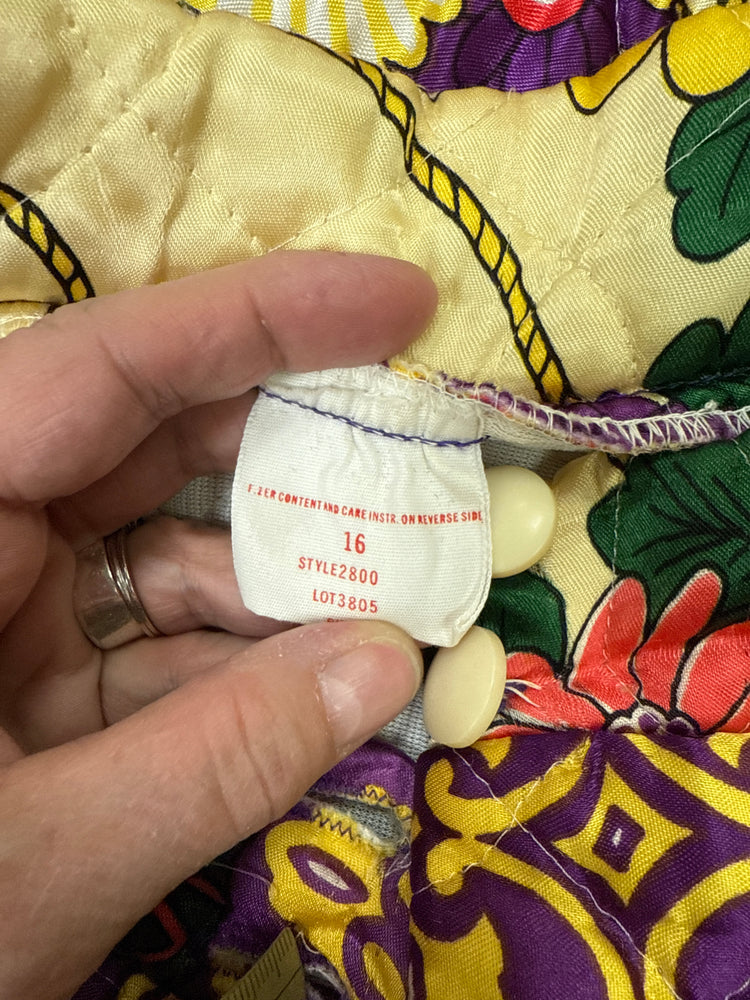 CONTENT AND CARE INSTR. ON REVERSE SIDE
16
STYLE2800
LOT3805